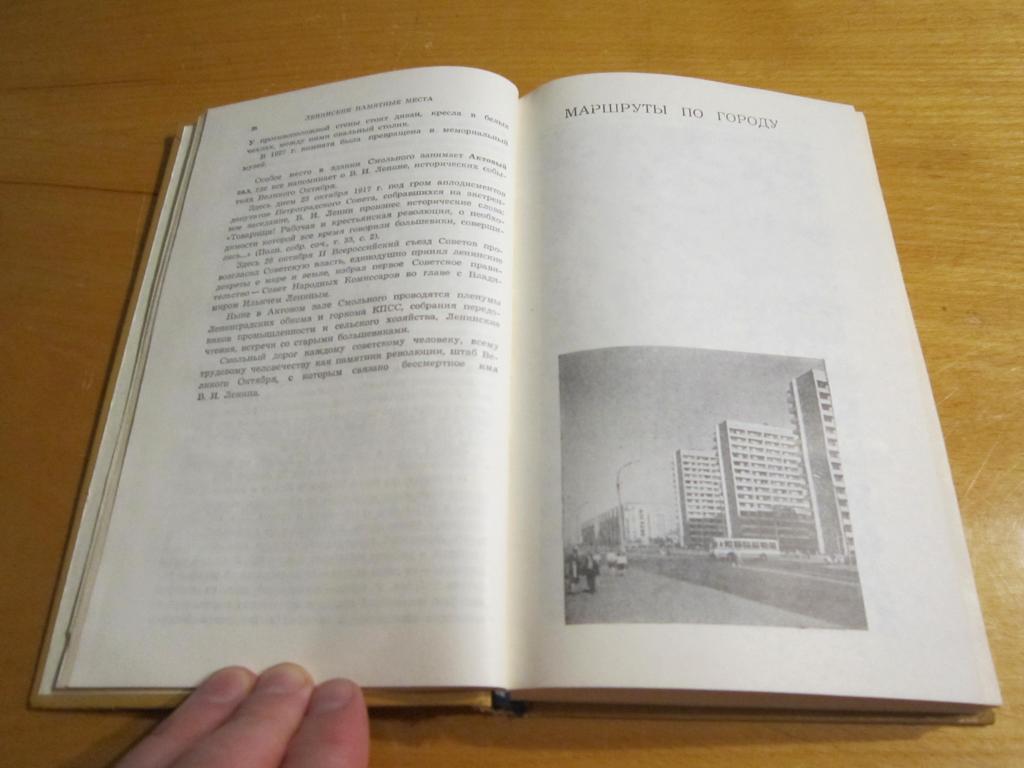 ЛЕНИНСКИЕ ПАМЯТНЫЕ МЕСТА
У противоположной стены стоит диван, кресла в белых
чехлах, между ними овальный столик.
В 1927 г. комната была превращена в мемориальный
музей.
Особое место в здании Смольного занимает Актовый
зал, где все напоминает о В. И. Ленине, исторических собы-
тиях Великого Октября.
Здесь днем 25 октября 1917 г. под гром аплодисментов
депутатов Петроградского Совета, собравшихся на экстрен-
ное заседание, В. И. Ленин произнес исторические слова:
«Товарищи! Рабочая и крестьянская революция, о необхо-
димости которой все время говорили большевики, соверши-
лась...» (Полн. собр. соч., т. 35, с. 2).
Здесь 26 октября II Всероссийский съезд Советов про-
возгласил Советскую власть, единодушно принял ленинские
декреты о мире и земле, избрал первое Советское прави-
тельство — Совет Народных Комиссаров во главе с Влади-
миром Ильичем Лениным.
Ныне в Актовом зале Смольного проводятся пленумы
Ленинградских обкома и горкома КПСС, собрания передо-
виков промышленности и сельского хозяйства, Ленинские
чтения, встречи со старыми большевиками.
Смольный дорог каждому советскому человеку, всему
трудовому человечеству как памятник революции, штаб Ве-
ликого Октября, с которым связано бессмертное имя
В. И. Ленина.
МАРШРУТЫ ПО ГОРОДУ